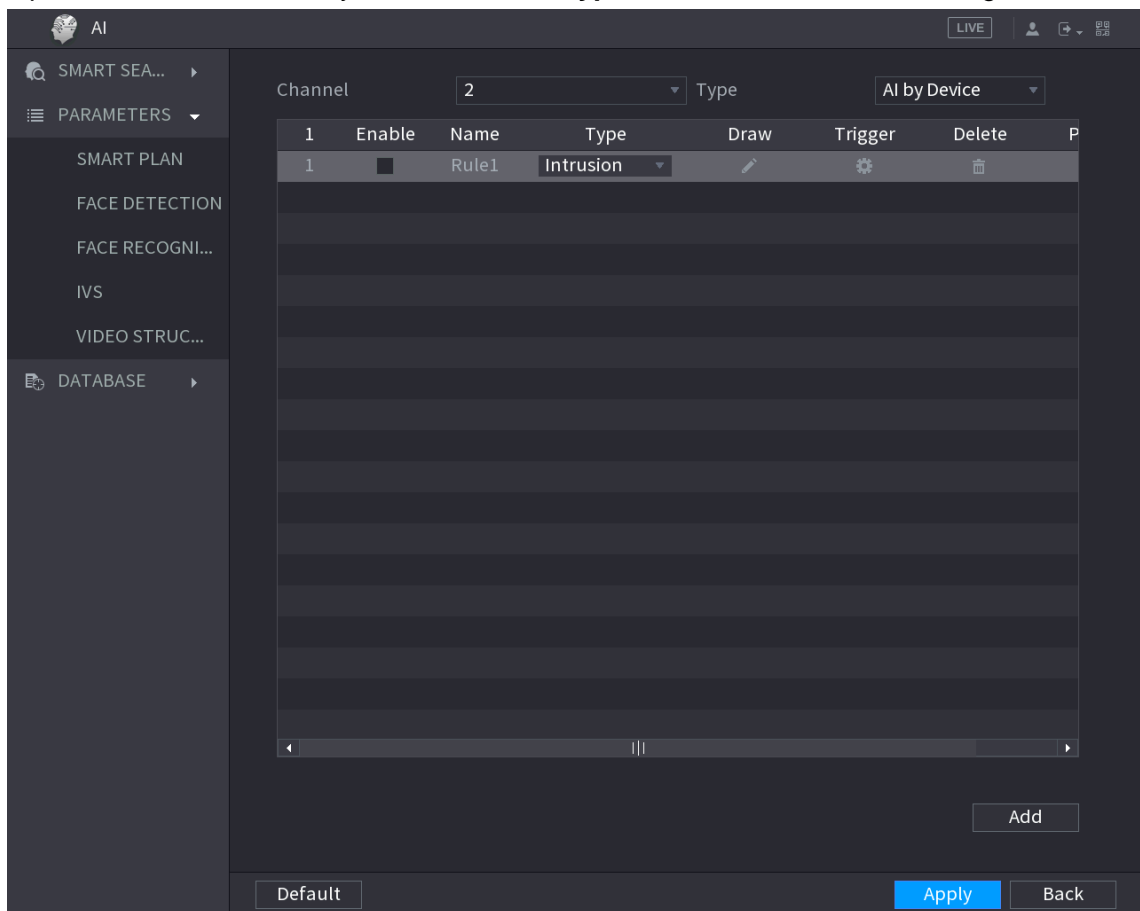 AI LIVE
SMART SEA...
PARAMETERS
SMART PLAN
FACE DETECTION
FACE RECOGNI...
IVS
VIDEO STRUC...
DATABASE
Channel 2 Type AI by Device
1 Enable Name Type Draw Trigger Delete P
1 Rule1 Intrusion
Add
Default Apply Back